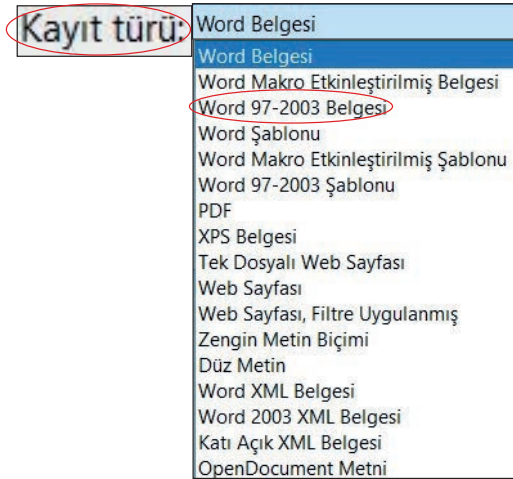 Kayıt türü: Word Belgesi
Word Belgesi
Word Makro Etkinleştirilmiş Belgesi
Word 97-2003 Belgesi
Word Şablonu
Word Makro Etkinleştirilmiş Şablonu
Word 97-2003 Şablonu
PDF
XPS Belgesi
Tek Dosyalı Web Sayfası
Web Sayfası
Web Sayfası, Filtre Uygulanmış
Zengin Metin Biçimi
Düz Metin
Word XML Belgesi
Word 2003 XML Belgesi
Katı Açık XML Belgesi
OpenDocument Metni